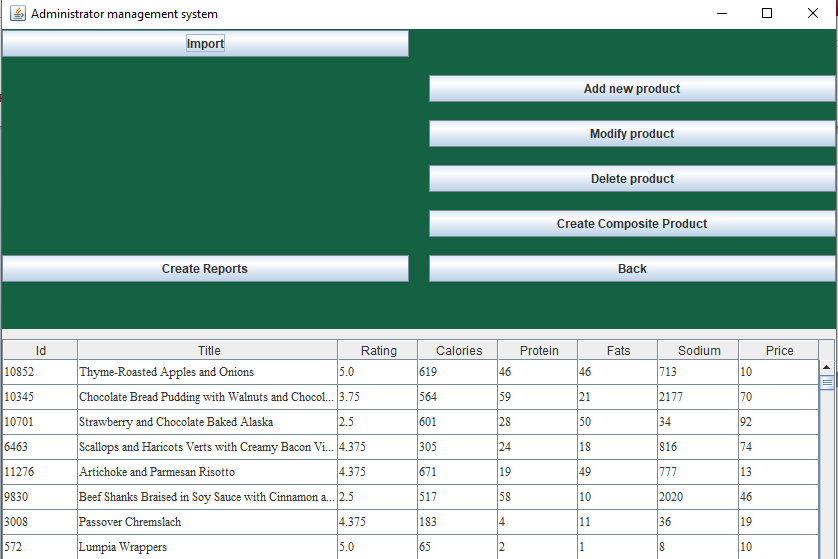 Administrator management system
Import
Add new product
Modify product
Delete product
Create Composite Product
Create Reports Back
Id Title Rating Calories Protein Fats Sodium Price
10852 Thyme-Roasted Apples and Onions 5.0 619 46 46 713 10
10345 Chocolate Bread Pudding with Walnuts and Chocol... 3.75 564 59 21 2177 70
10701 Strawberry and Chocolate Baked Alaska 2.5 601 28 50 34 92
6463 Scallops and Haricots Verts with Creamy Bacon Vi... 4.375 305 24 18 816 74
11276 Artichoke and Parmesan Risotto 4.375 671 19 49 777 13
9830 Beef Shanks Braised in Soy Sauce with Cinnamon a... 2.5 517 58 10 2020 46
3008 Passover Chremslach 4.375 183 4 11 36 19
572 Lumpia Wrappers 5.0 65 2 1 8 10